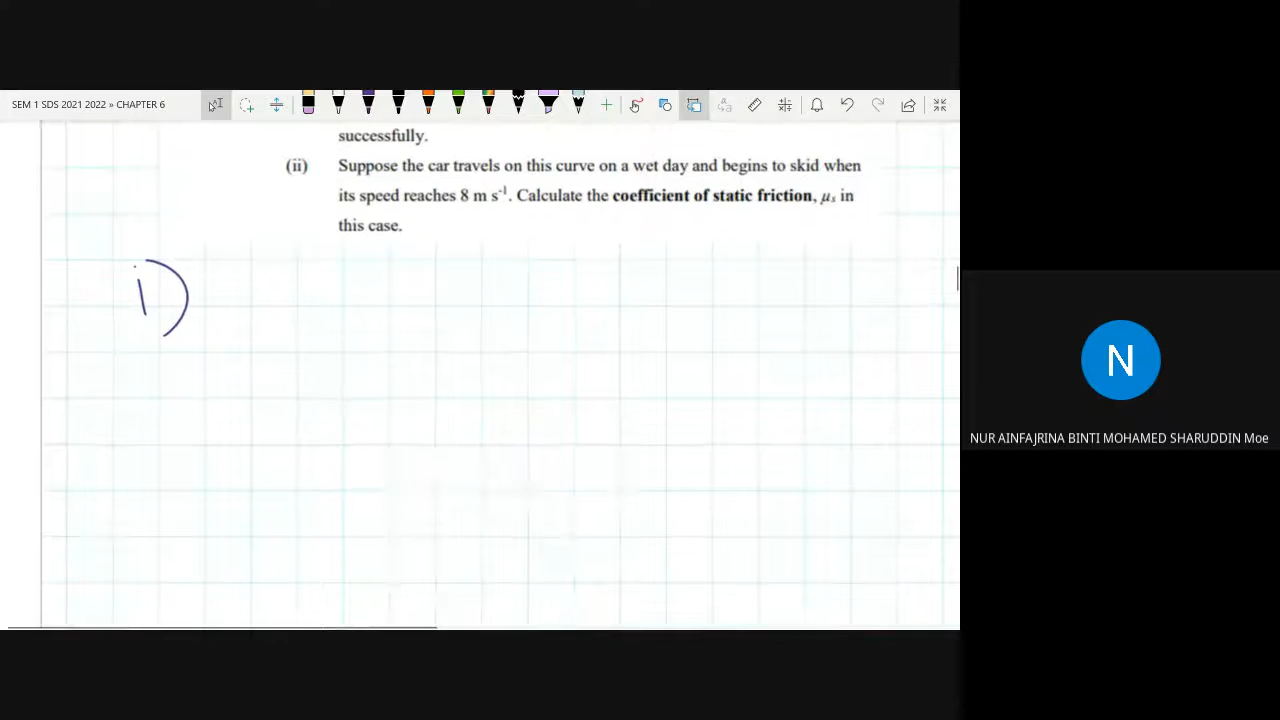 SEM 1 SDS 2021 2022 » CHAPTER 6
successfully.
(ii) Suppose the car travels on this curve on a wet day and begins to skid when
its speed reaches 8 m s⁻¹. Calculate the coefficient of static friction, μₛ in
this case.
i)
N
NUR AINFAJRINA BINTI MOHAMED SHARUDDIN Moe